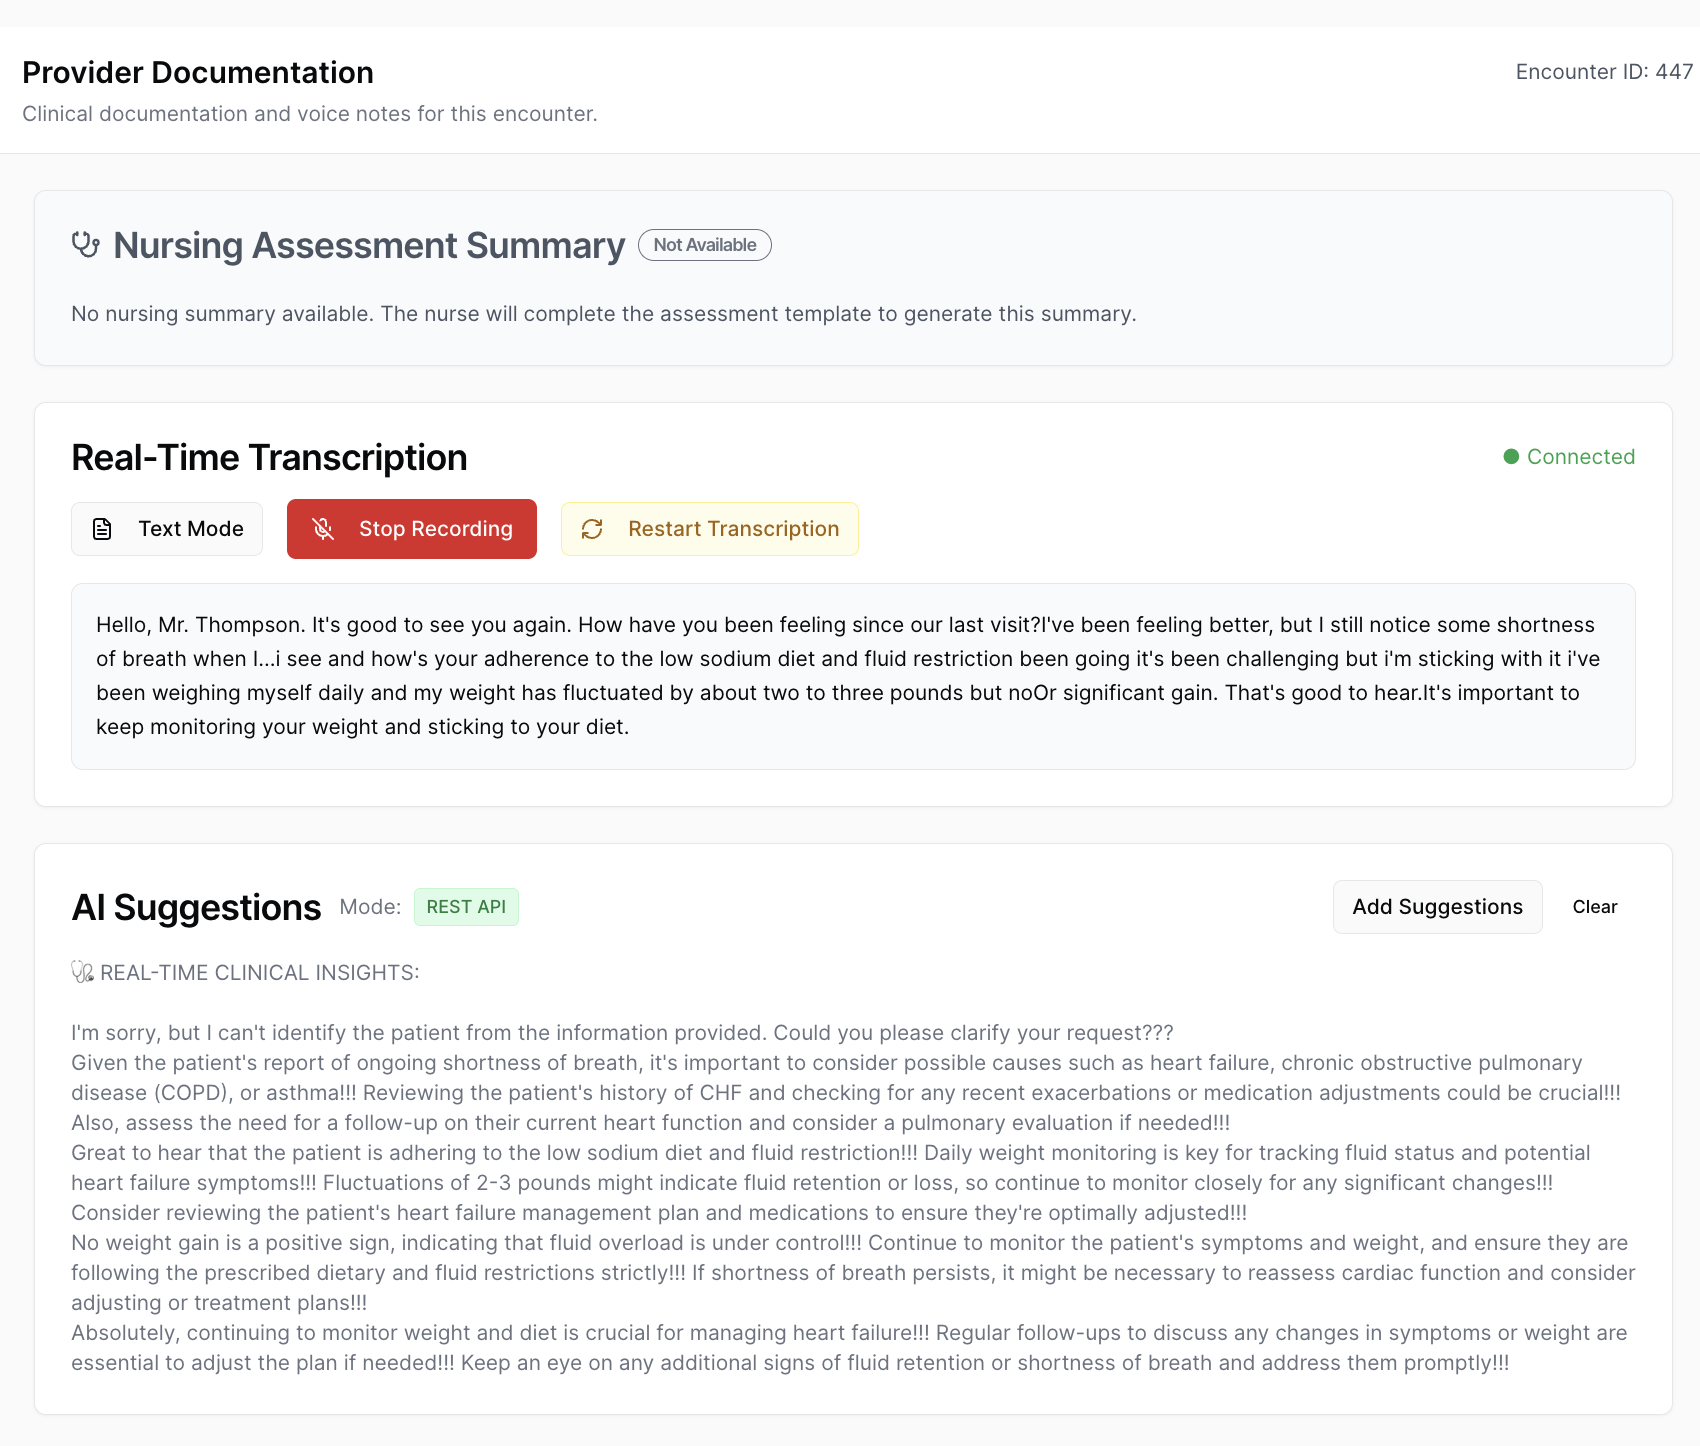 Provider Documentation
Encounter ID: 447
Clinical documentation and voice notes for this encounter.
Nursing Assessment Summary
Not Available
No nursing summary available. The nurse will complete the assessment template to generate this summary.
Real-Time Transcription
Connected
Text Mode
Stop Recording
Restart Transcription
Hello, Mr. Thompson. It's good to see you again. How have you been feeling since our last visit?I've been feeling better, but I still notice some shortness
of breath when I...i see and how's your adherence to the low sodium diet and fluid restriction been going it's been challenging but i'm sticking with it i've
been weighing myself daily and my weight has fluctuated by about two to three pounds but noOr significant gain. That's good to hear.It's important to
keep monitoring your weight and sticking to your diet.
AI Suggestions
Mode:
REST API
Add Suggestions
Clear
REAL-TIME CLINICAL INSIGHTS:
I'm sorry, but I can't identify the patient from the information provided. Could you please clarify your request???
Given the patient's report of ongoing shortness of breath, it's important to consider possible causes such as heart failure, chronic obstructive pulmonary
disease (COPD), or asthma!!! Reviewing the patient's history of CHF and checking for any recent exacerbations or medication adjustments could be crucial!!!
Also, assess the need for a follow-up on their current heart function and consider a pulmonary evaluation if needed!!!
Great to hear that the patient is adhering to the low sodium diet and fluid restriction!!! Daily weight monitoring is key for tracking fluid status and potential
heart failure symptoms!!! Fluctuations of 2-3 pounds might indicate fluid retention or loss, so continue to monitor closely for any significant changes!!!
Consider reviewing the patient's heart failure management plan and medications to ensure they're optimally adjusted!!!
No weight gain is a positive sign, indicating that fluid overload is under control!!! Continue to monitor the patient's symptoms and weight, and ensure they are
following the prescribed dietary and fluid restrictions strictly!!! If shortness of breath persists, it might be necessary to reassess cardiac function and consider
adjusting or treatment plans!!!
Absolutely, continuing to monitor weight and diet is crucial for managing heart failure!!! Regular follow-ups to discuss any changes in symptoms or weight are
essential to adjust the plan if needed!!! Keep an eye on any additional signs of fluid retention or shortness of breath and address them promptly!!!